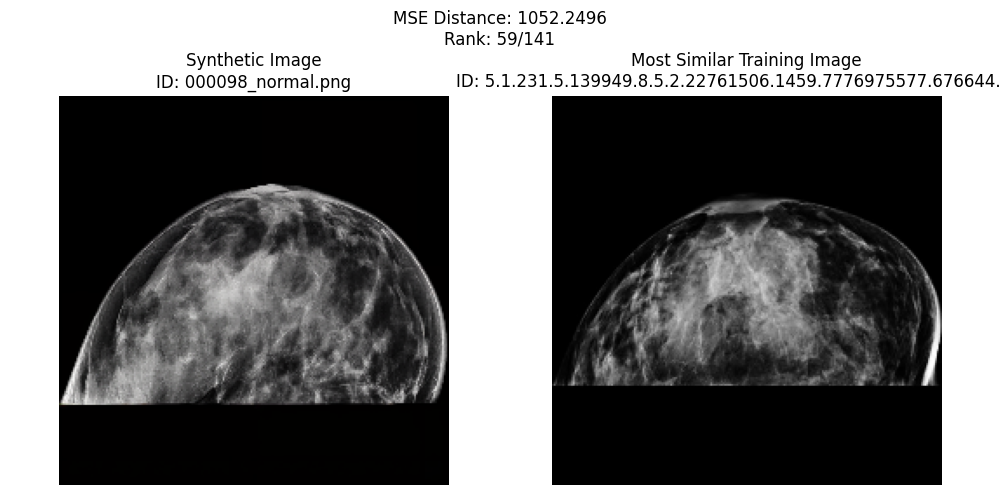 MSE Distance: 1052.2496
Rank: 59/141
Synthetic Image
ID: 000098_normal.png
Most Similar Training Image
ID: 5.1.231.5.139949.8.5.2.22761506.1459.7776975577.676644.